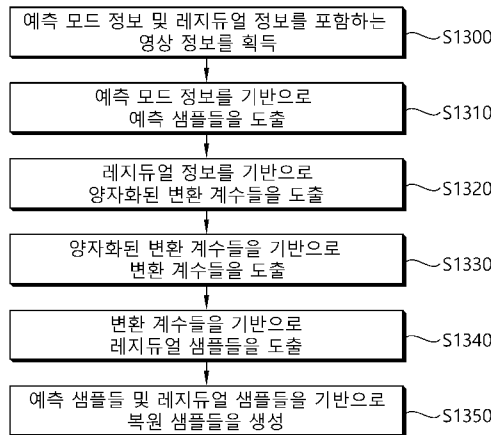 예측 모드 정보 및 레지듀얼 정보를 포함하는
영상 정보를 획득
S1300
예측 모드 정보를 기반으로
예측 샘플들을 도출
S1310
레지듀얼 정보를 기반으로
양자화된 변환 계수들을 도출
S1320
양자화된 변환 계수들을 기반으로
변환 계수들을 도출
S1330
변환 계수들을 기반으로
레지듀얼 샘플들을 도출
S1340
예측 샘플들 및 레지듀얼 샘플들을 기반으로
복원 샘플들을 생성
S1350